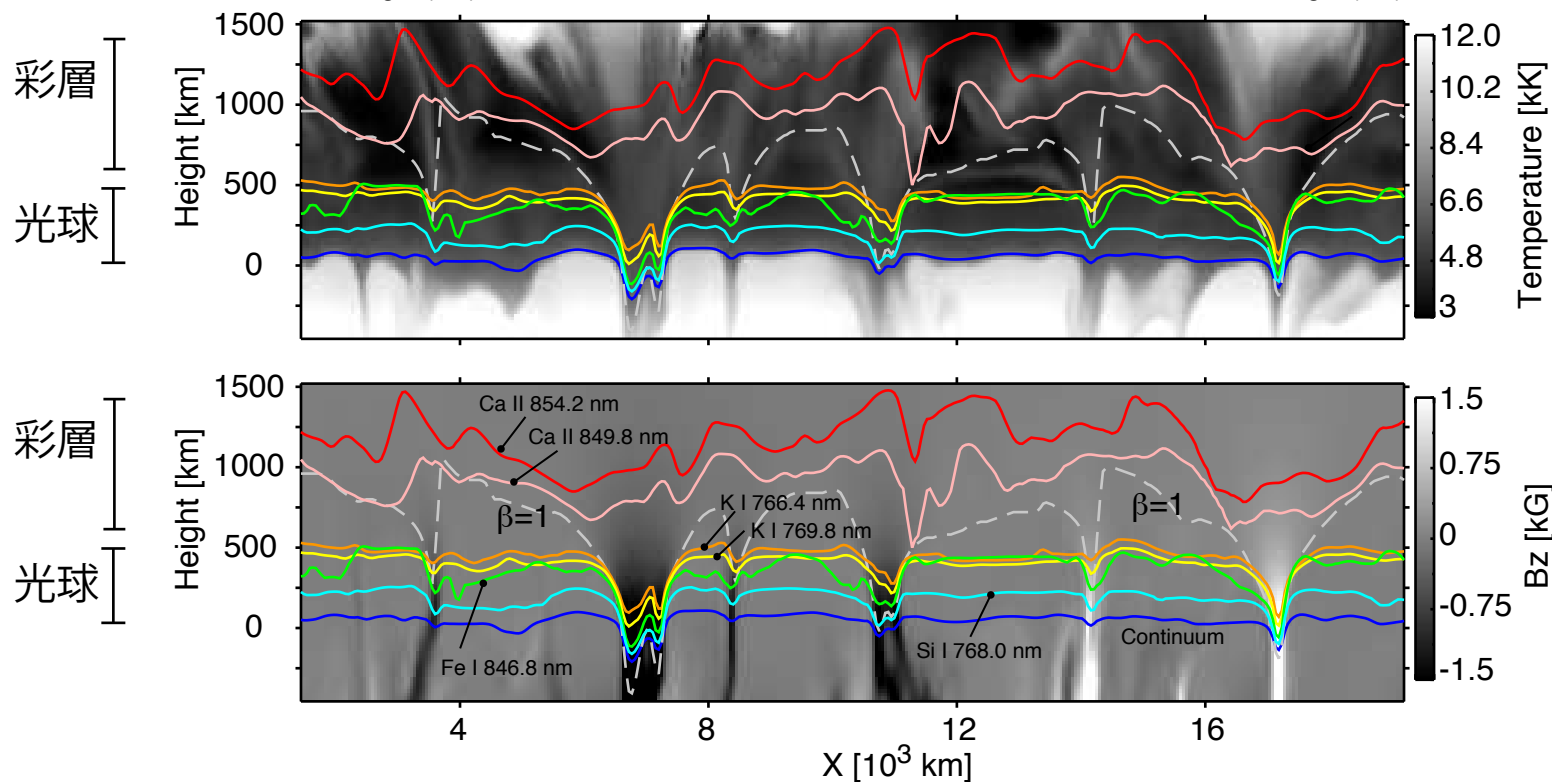 彩層
光球
Height [km]
1500
1000
500
0
12.0
10.2
8.4
6.6
4.8
3
Temperature [kK]
彩層
光球
Height [km]
1500
1000
500
0
Ca II 854.2 nm
Ca II 849.8 nm
β=1
K I 766.4 nm
K I 769.8 nm
β=1
Fe I 846.8 nm
Si I 768.0 nm
Continuum
1.5
0.75
0
-0.75
-1.5
Bz [kG]
4
8
12
16
X [10³ km]